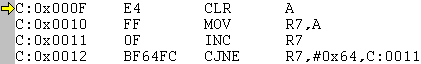 C:0x000F E4 CLR A
C:0x0010 FF MOV R7,A
C:0x0011 0F INC R7
C:0x0012 BF64FC CJNE R7,#0x64,C:0011